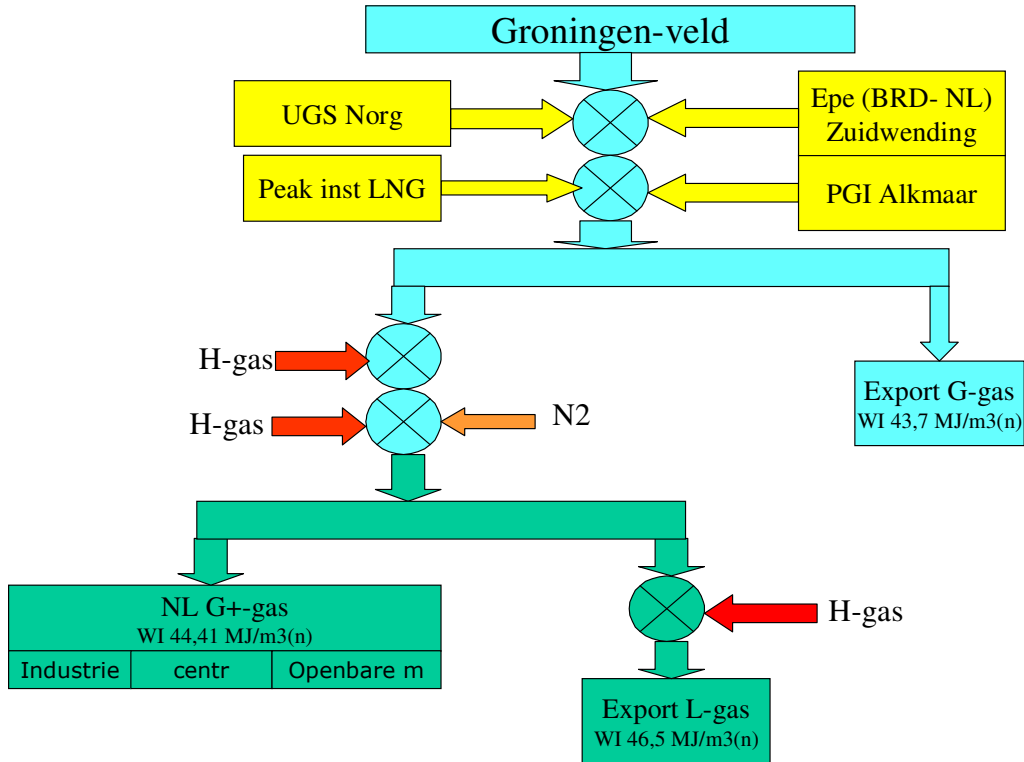 Groningen-veld
UGS Norg
Epe (BRD- NL)
Zuidwending
Peak inst LNG
PGI Alkmaar
H-gas
H-gas
N2
Export G-gas
WI 43,7 MJ/m3(n)
NL G+-gas
WI 44,41 MJ/m3(n)
Industrie
centr
Openbare m
H-gas
Export L-gas
WI 46,5 MJ/m3(n)